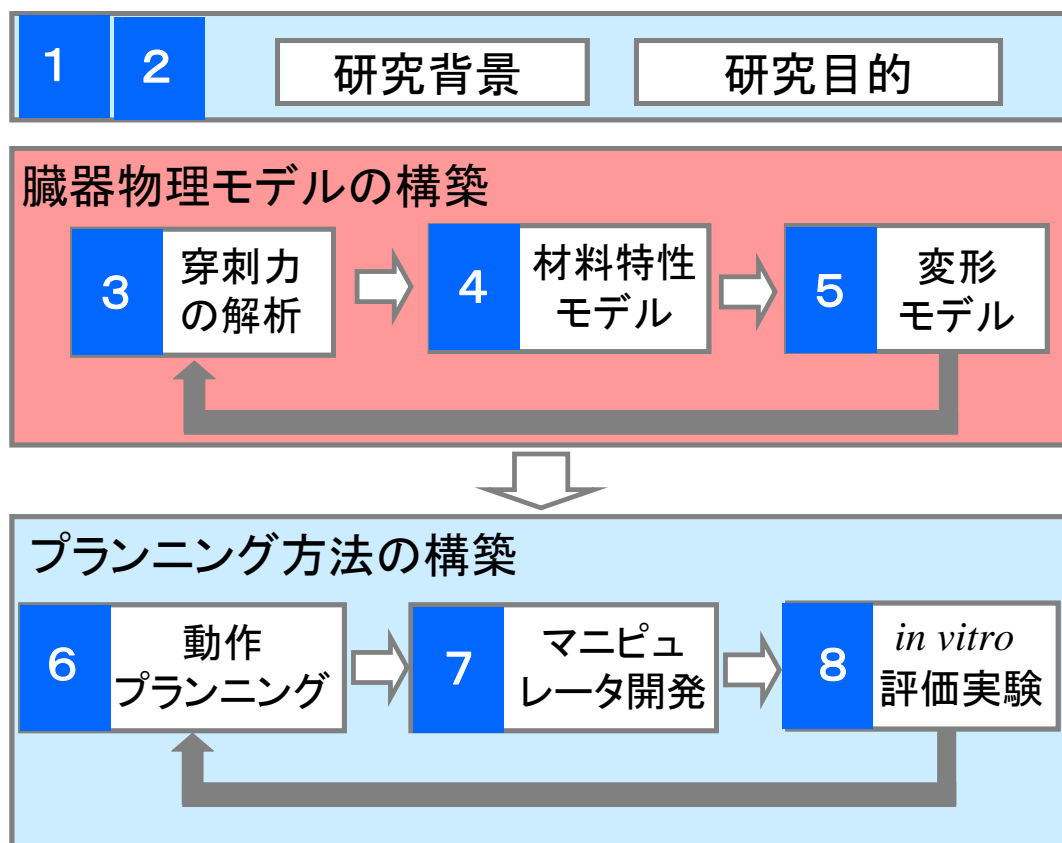 1 2 研究背景 研究目的
臓器物理モデルの構築
3 穿刺力
の解析
4 材料特性
モデル
5 変形
モデル
プランニング方法の構築
6 動作
プランニング
7 マニピュ
レータ開発
8 in vitro
評価実験